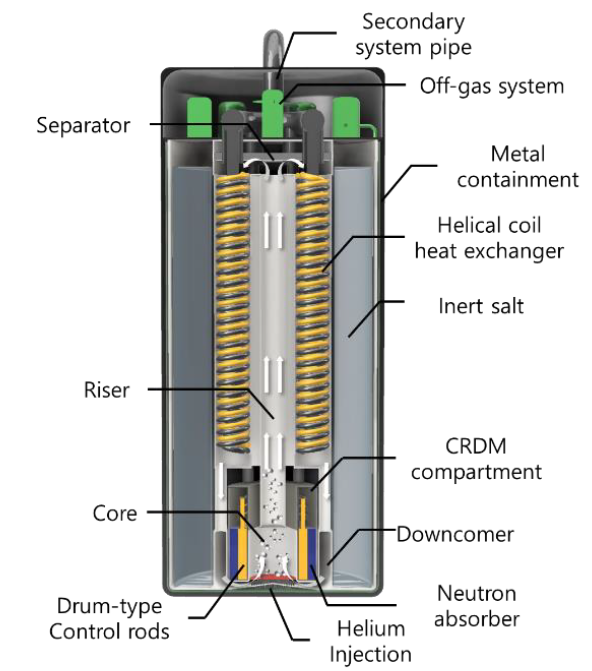 Secondary
system pipe
Off-gas system
Separator
Metal
containment
Helical coil
heat exchanger
Inert salt
Riser
CRDM
compartment
Core
Downcomer
Drum-type
Control rods
Neutron
absorber
Helium
Injection